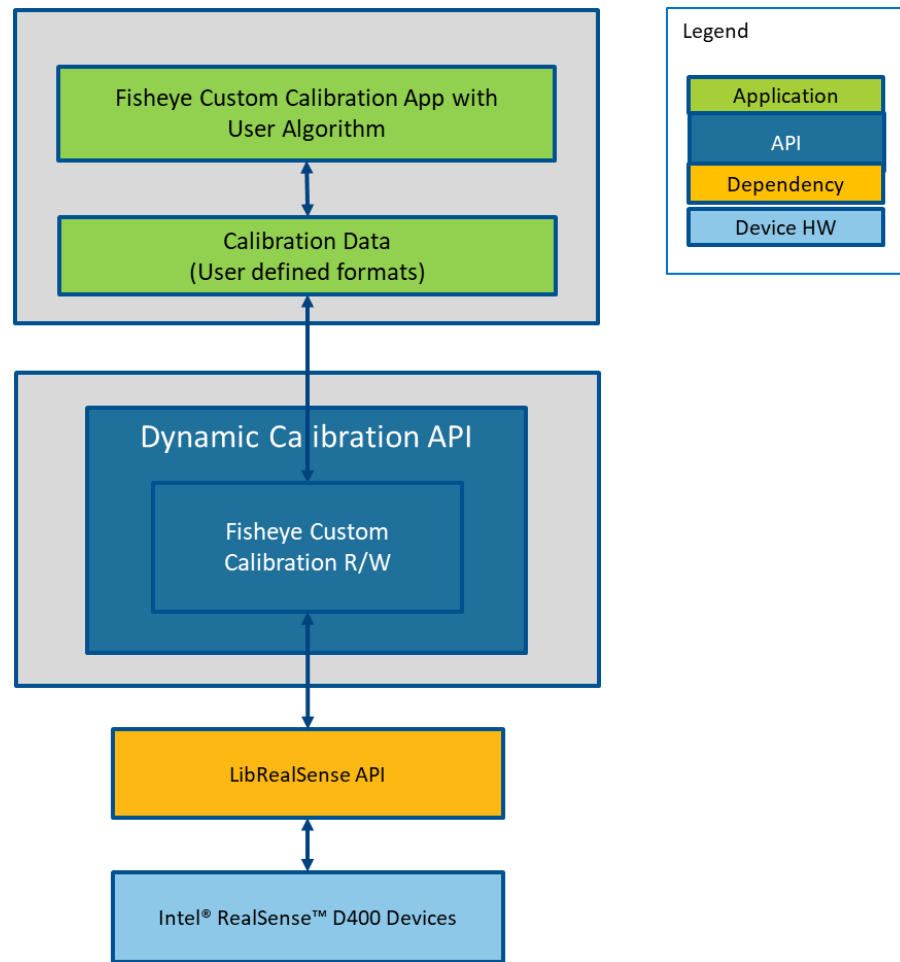 Fisheye Custom Calibration App with
User Algorithm
Calibration Data
(User defined formats)
Dynamic Calibration API
Fisheye Custom
Calibration R/W
LibRealSense API
Intel® RealSense™ D400 Devices
Legend
Application
API
Dependency
Device HW